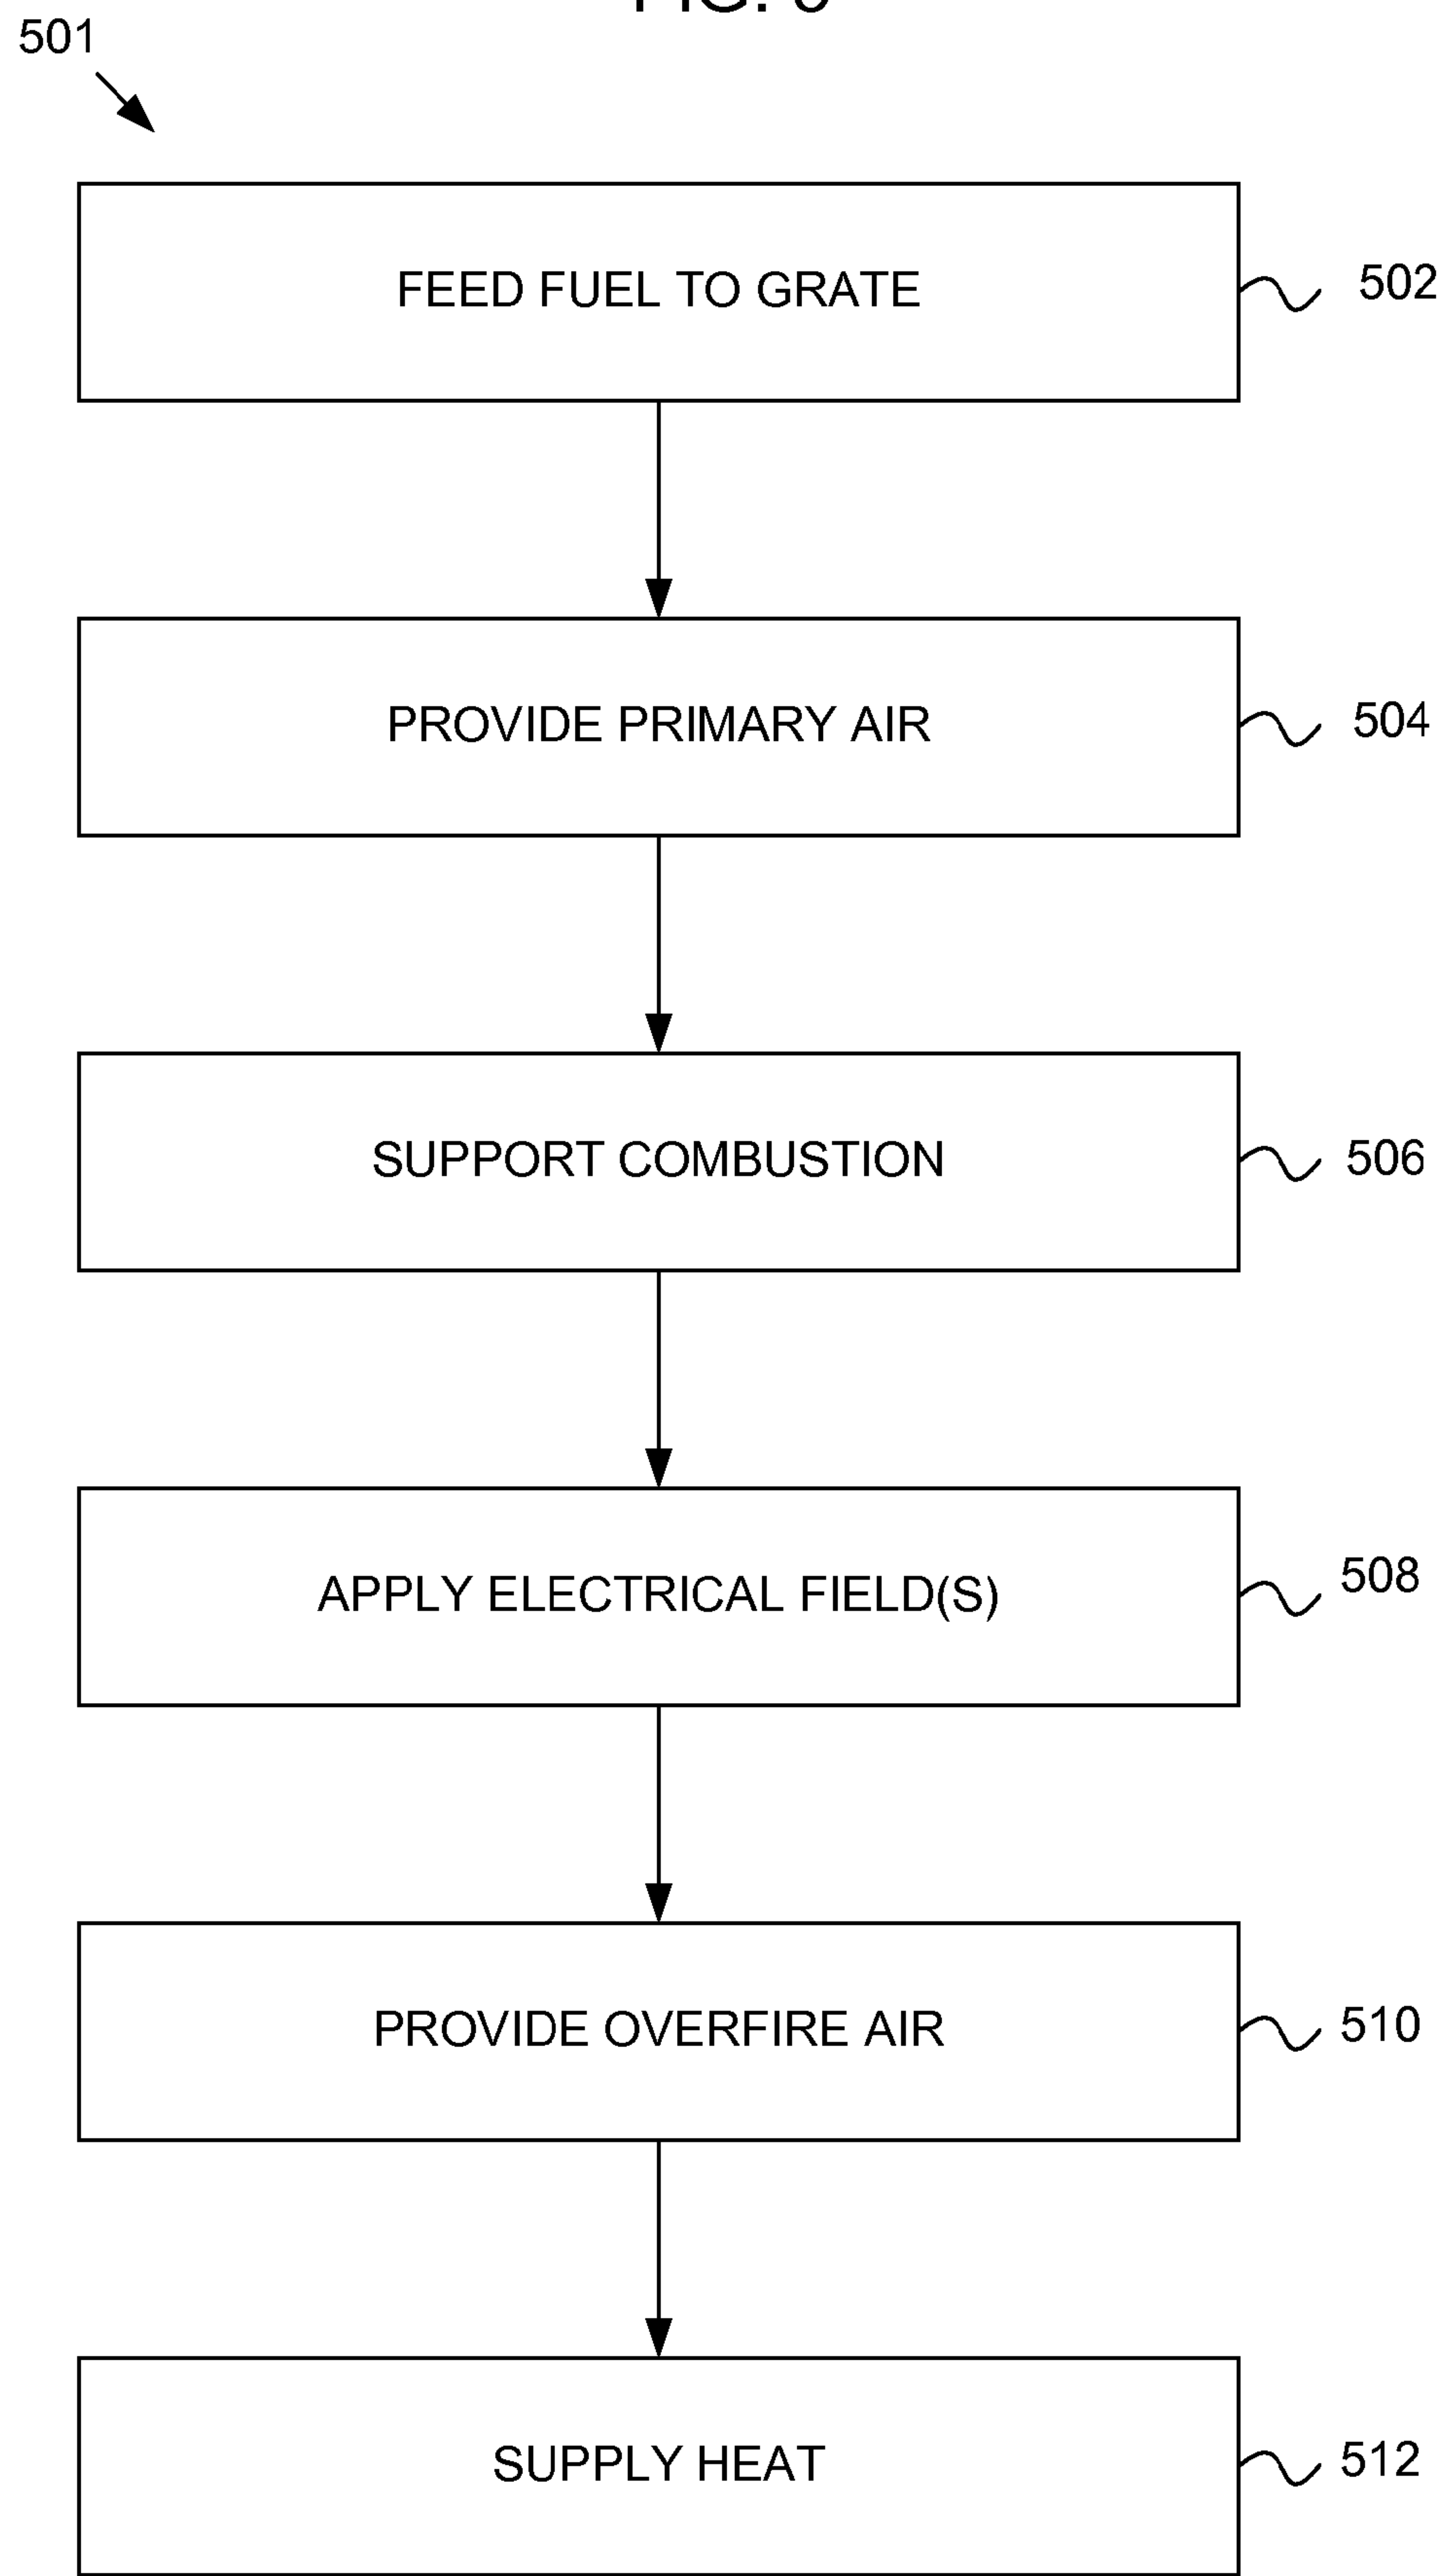 501
FEED FUEL TO GRATE
502
PROVIDE PRIMARY AIR
504
SUPPORT COMBUSTION
506
APPLY ELECTRICAL FIELD(S)
508
PROVIDE OVERFIRE AIR
510
SUPPLY HEAT
512